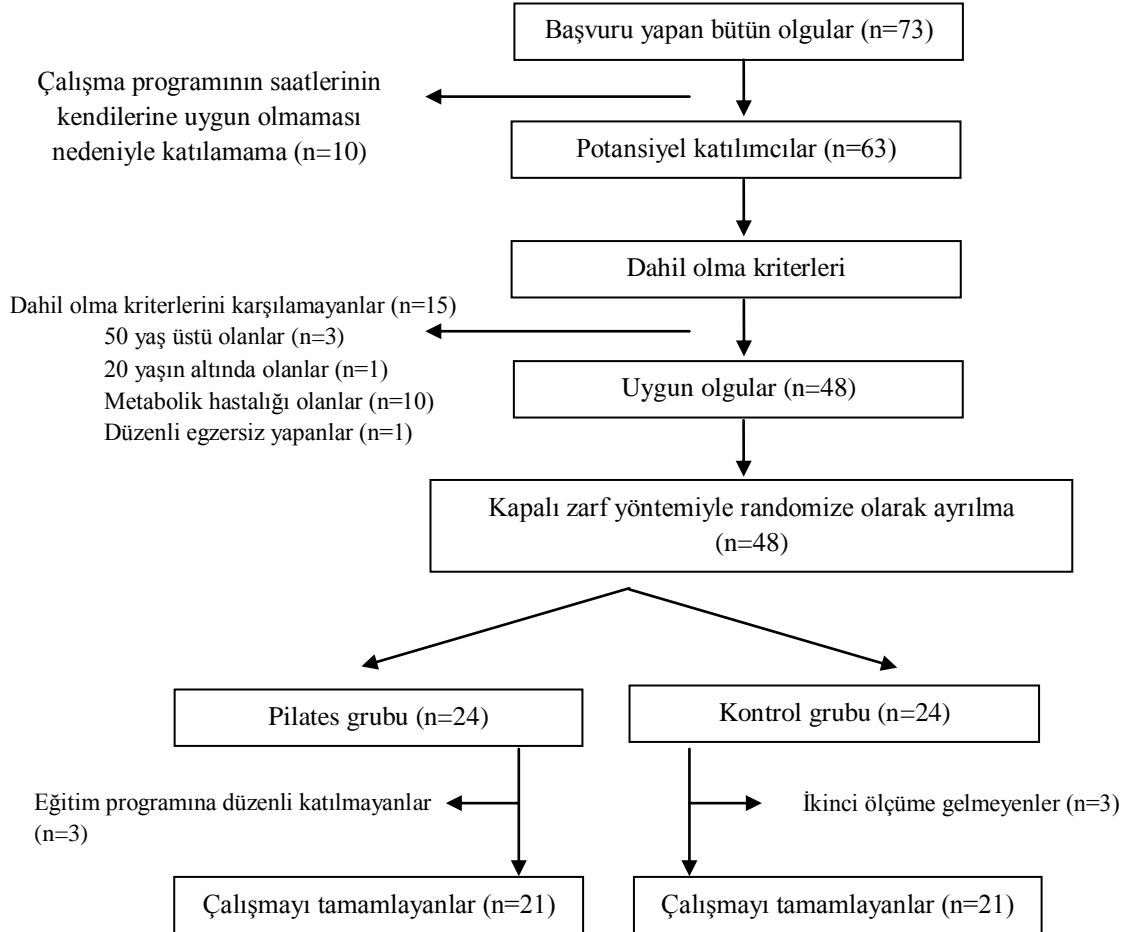 Başvuru yapan bütün olgular (n=73)
Çalışma programının saatlerinin
kendilerine uygun olmaması
nedeniyle katılamama (n=10)
Potansiyel katılımcılar (n=63)
Dahil olma kriterleri
Dahil olma kriterlerini karşılamayanlar (n=15)
50 yaş üstü olanlar (n=3)
20 yaşın altında olanlar (n=1)
Metabolik hastalığı olanlar (n=10)
Düzenli egzersiz yapanlar (n=1)
Uygun olgular (n=48)
Kapalı zarf yöntemiyle randomize olarak ayrılma
(n=48)
Pilates grubu (n=24)
Kontrol grubu (n=24)
Eğitim programına düzenli katılmayanlar
(n=3)
İkinci ölçüme gelmeyenler (n=3)
Çalışmayı tamamlayanlar (n=21)
Çalışmayı tamamlayanlar (n=21)